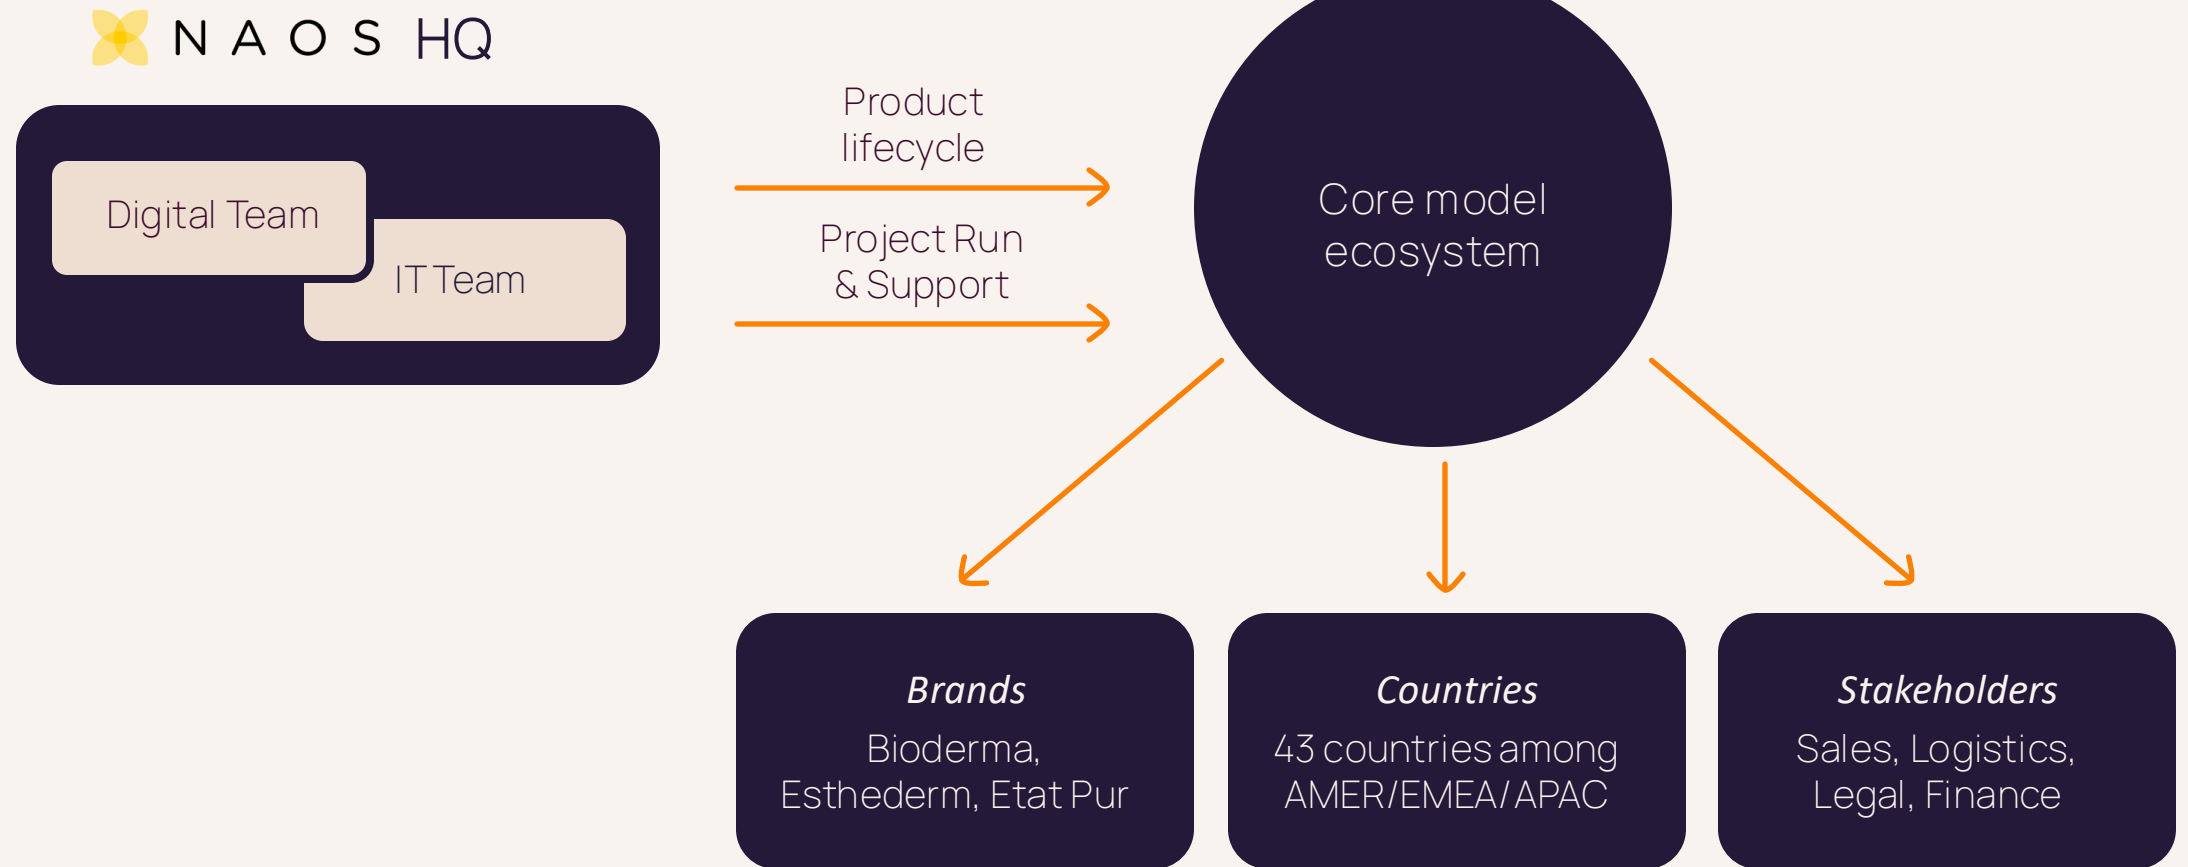 NAOS HQ
Digital Team
IT Team
Product
lifecycle
Project Run
& Support
Core model
ecosystem
Brands
Bioderma,
Esthederm, Etat Pur
Countries
43 countries among
AMER/EMEA/APAC
Stakeholders
Sales, Logistics,
Legal, Finance